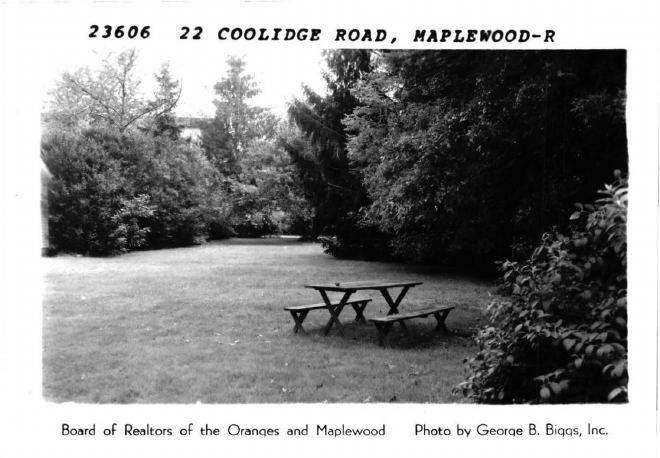 23606 22 COOLIDGE ROAD, MAPLEWOOD-R
Board of Realtors of the Oranges and Maplewood Photo by George B. Biggs, Inc.